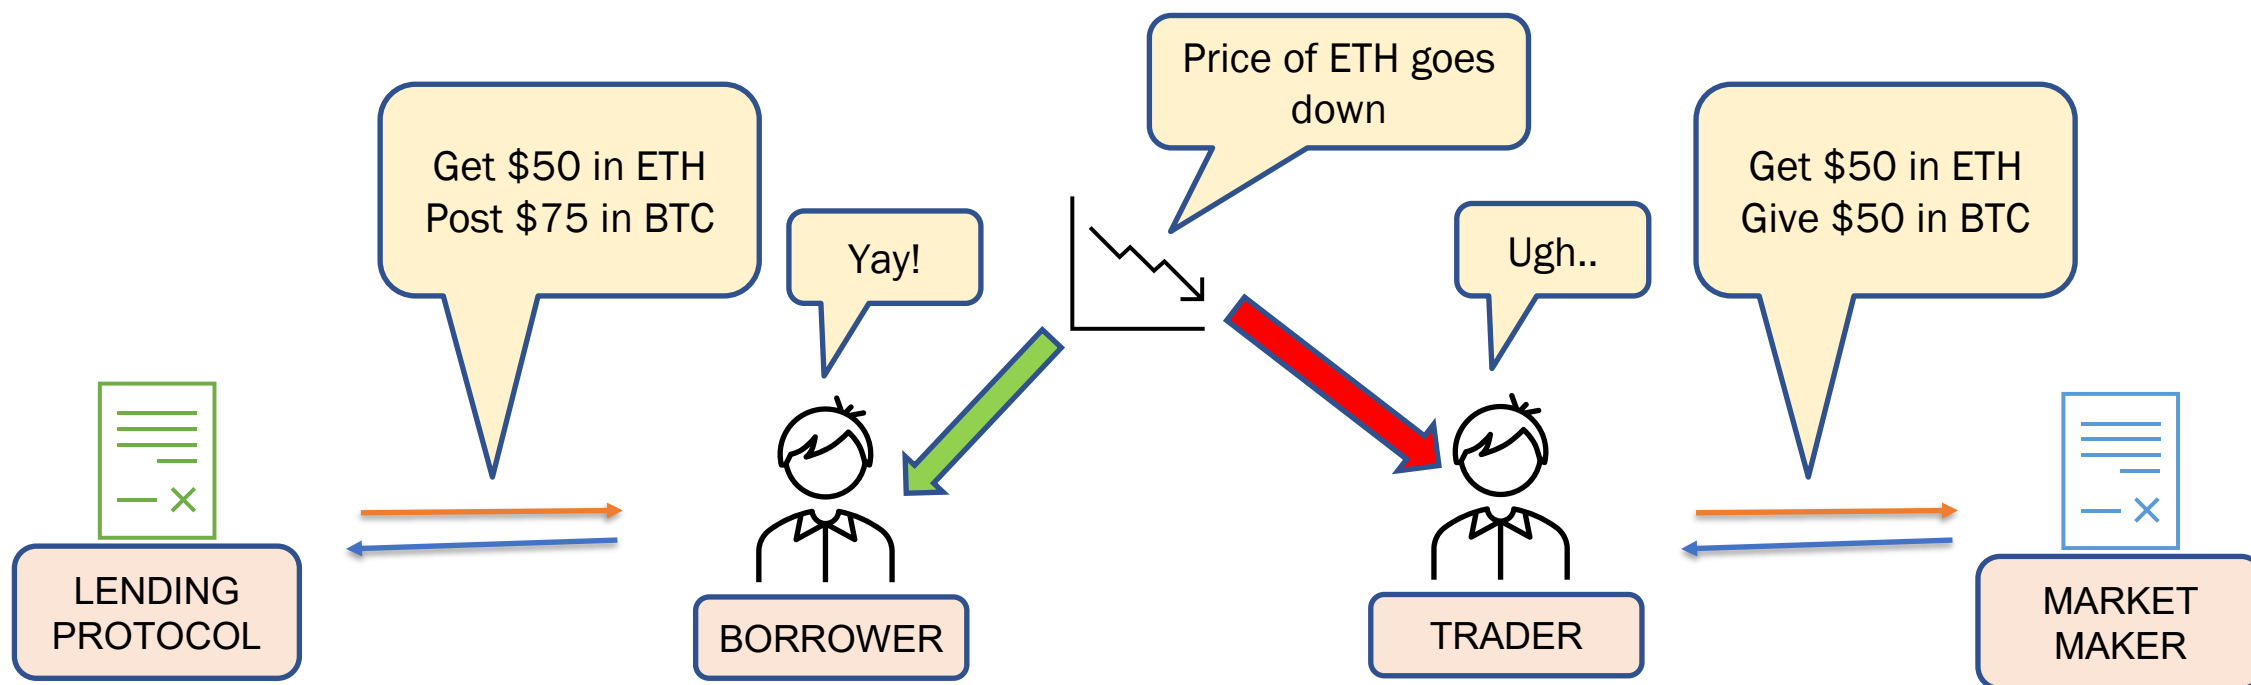 Price of ETH goes
down
Get $50 in ETH
Post $75 in BTC
Yay!
Ugh..
Get $50 in ETH
Give $50 in BTC
LENDING
PROTOCOL
BORROWER
TRADER
MARKET
MAKER